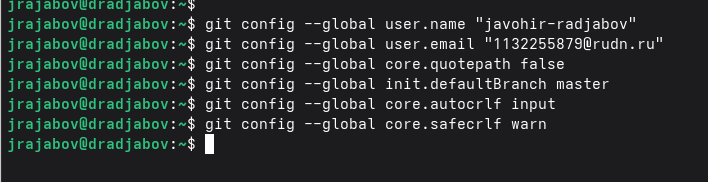 jrajabov@dradjabov:~$
jrajabov@dradjabov:~$ git config --global user.name "javohir-radjabov"
jrajabov@dradjabov:~$ git config --global user.email "1132255879@rudn.ru"
jrajabov@dradjabov:~$ git config --global core.quotepath false
jrajabov@dradjabov:~$ git config --global init.defaultBranch master
jrajabov@dradjabov:~$ git config --global core.autocrlf input
jrajabov@dradjabov:~$ git config --global core.safecrlf warn
jrajabov@dradjabov:~$